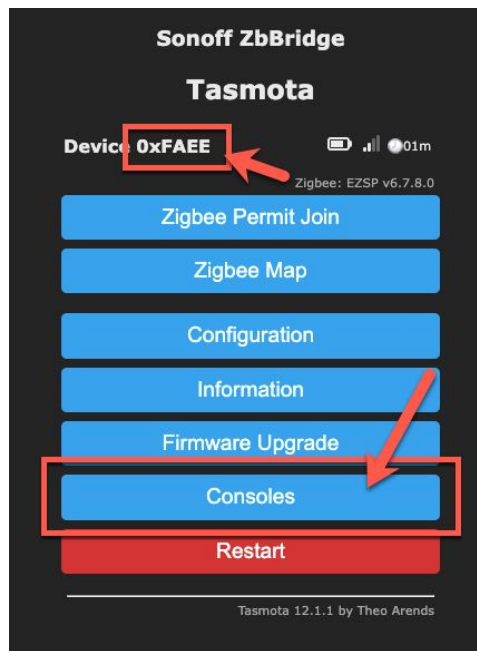 Sonoff ZbBridge
Tasmota
Device 0xFAEE 01m
Zigbee: EZSP v6.7.8.0
Zigbee Permit Join
Zigbee Map
Configuration
Information
Firmware Upgrade
Consoles
Restart
Tasmota 12.1.1 by Theo Arends